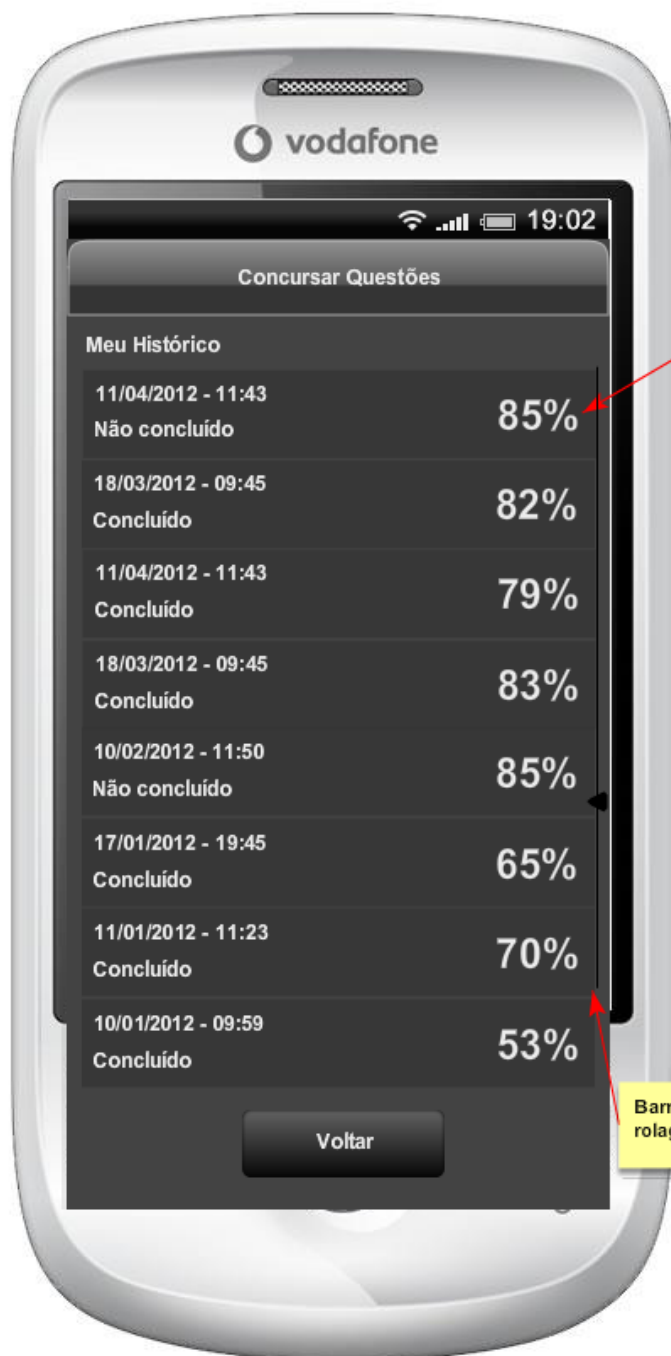 vodafone
19:02
Concursar Questões
Meu Histórico
11/04/2012 - 11:43
Não concluído
85%
18/03/2012 - 09:45
Concluído
82%
11/04/2012 - 11:43
Concluído
79%
18/03/2012 - 09:45
Concluído
83%
10/02/2012 - 11:50
Não concluído
85%
17/01/2012 - 19:45
Concluído
65%
11/01/2012 - 11:23
Concluído
70%
10/01/2012 - 09:59
Concluído
53%
Voltar